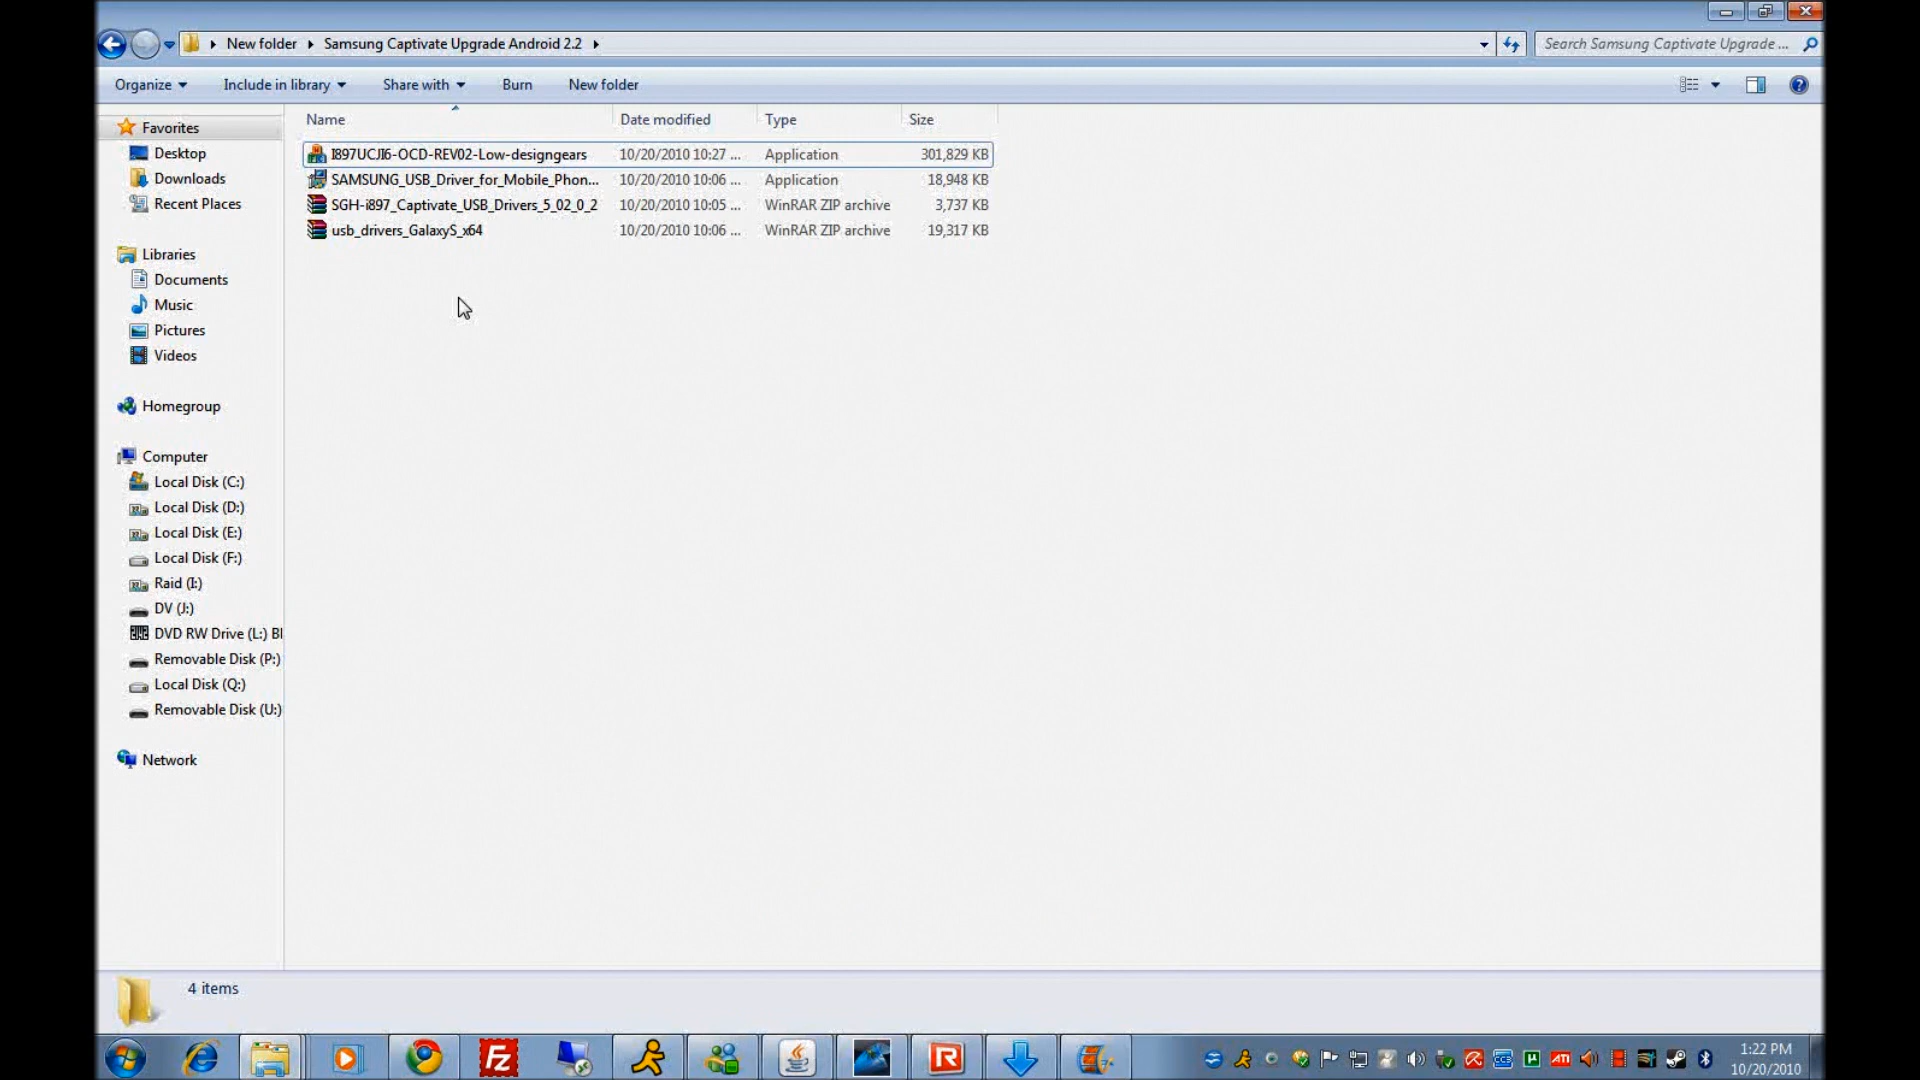 New folder Samsung Captivate Upgrade Android 2.2
Search Samsung Captivate Upgrade ...
Organize Include in library Share with Burn New folder
Name Date modified Type Size
I897UCJI6-OCD-REV02-Low-designgears 10/20/2010 10:27 ... Application 301,829 KB
SAMSUNG_USB_Driver_for_Mobile_Phon... 10/20/2010 10:06 ... Application 18,948 KB
SGH-i897_Captivate_USB_Drivers_5_02_0_2 10/20/2010 10:05 ... WinRAR ZIP archive 3,737 KB
usb_drivers_GalaxyS_x64 10/20/2010 10:06 ... WinRAR ZIP archive 19,317 KB
Favorites
Desktop
Downloads
Recent Places
Libraries
Documents
Music
Pictures
Videos
Homegroup
Computer
Local Disk (C:)
Local Disk (D:)
Local Disk (E:)
Local Disk (F:)
Raid (I:)
DV (J:)
DVD RW Drive (L:) Bl
Removable Disk (P:)
Local Disk (Q:)
Removable Disk (U:)
Network
4 items
Fz
R
CCC
µ
ATI
1:22 PM
10/20/2010